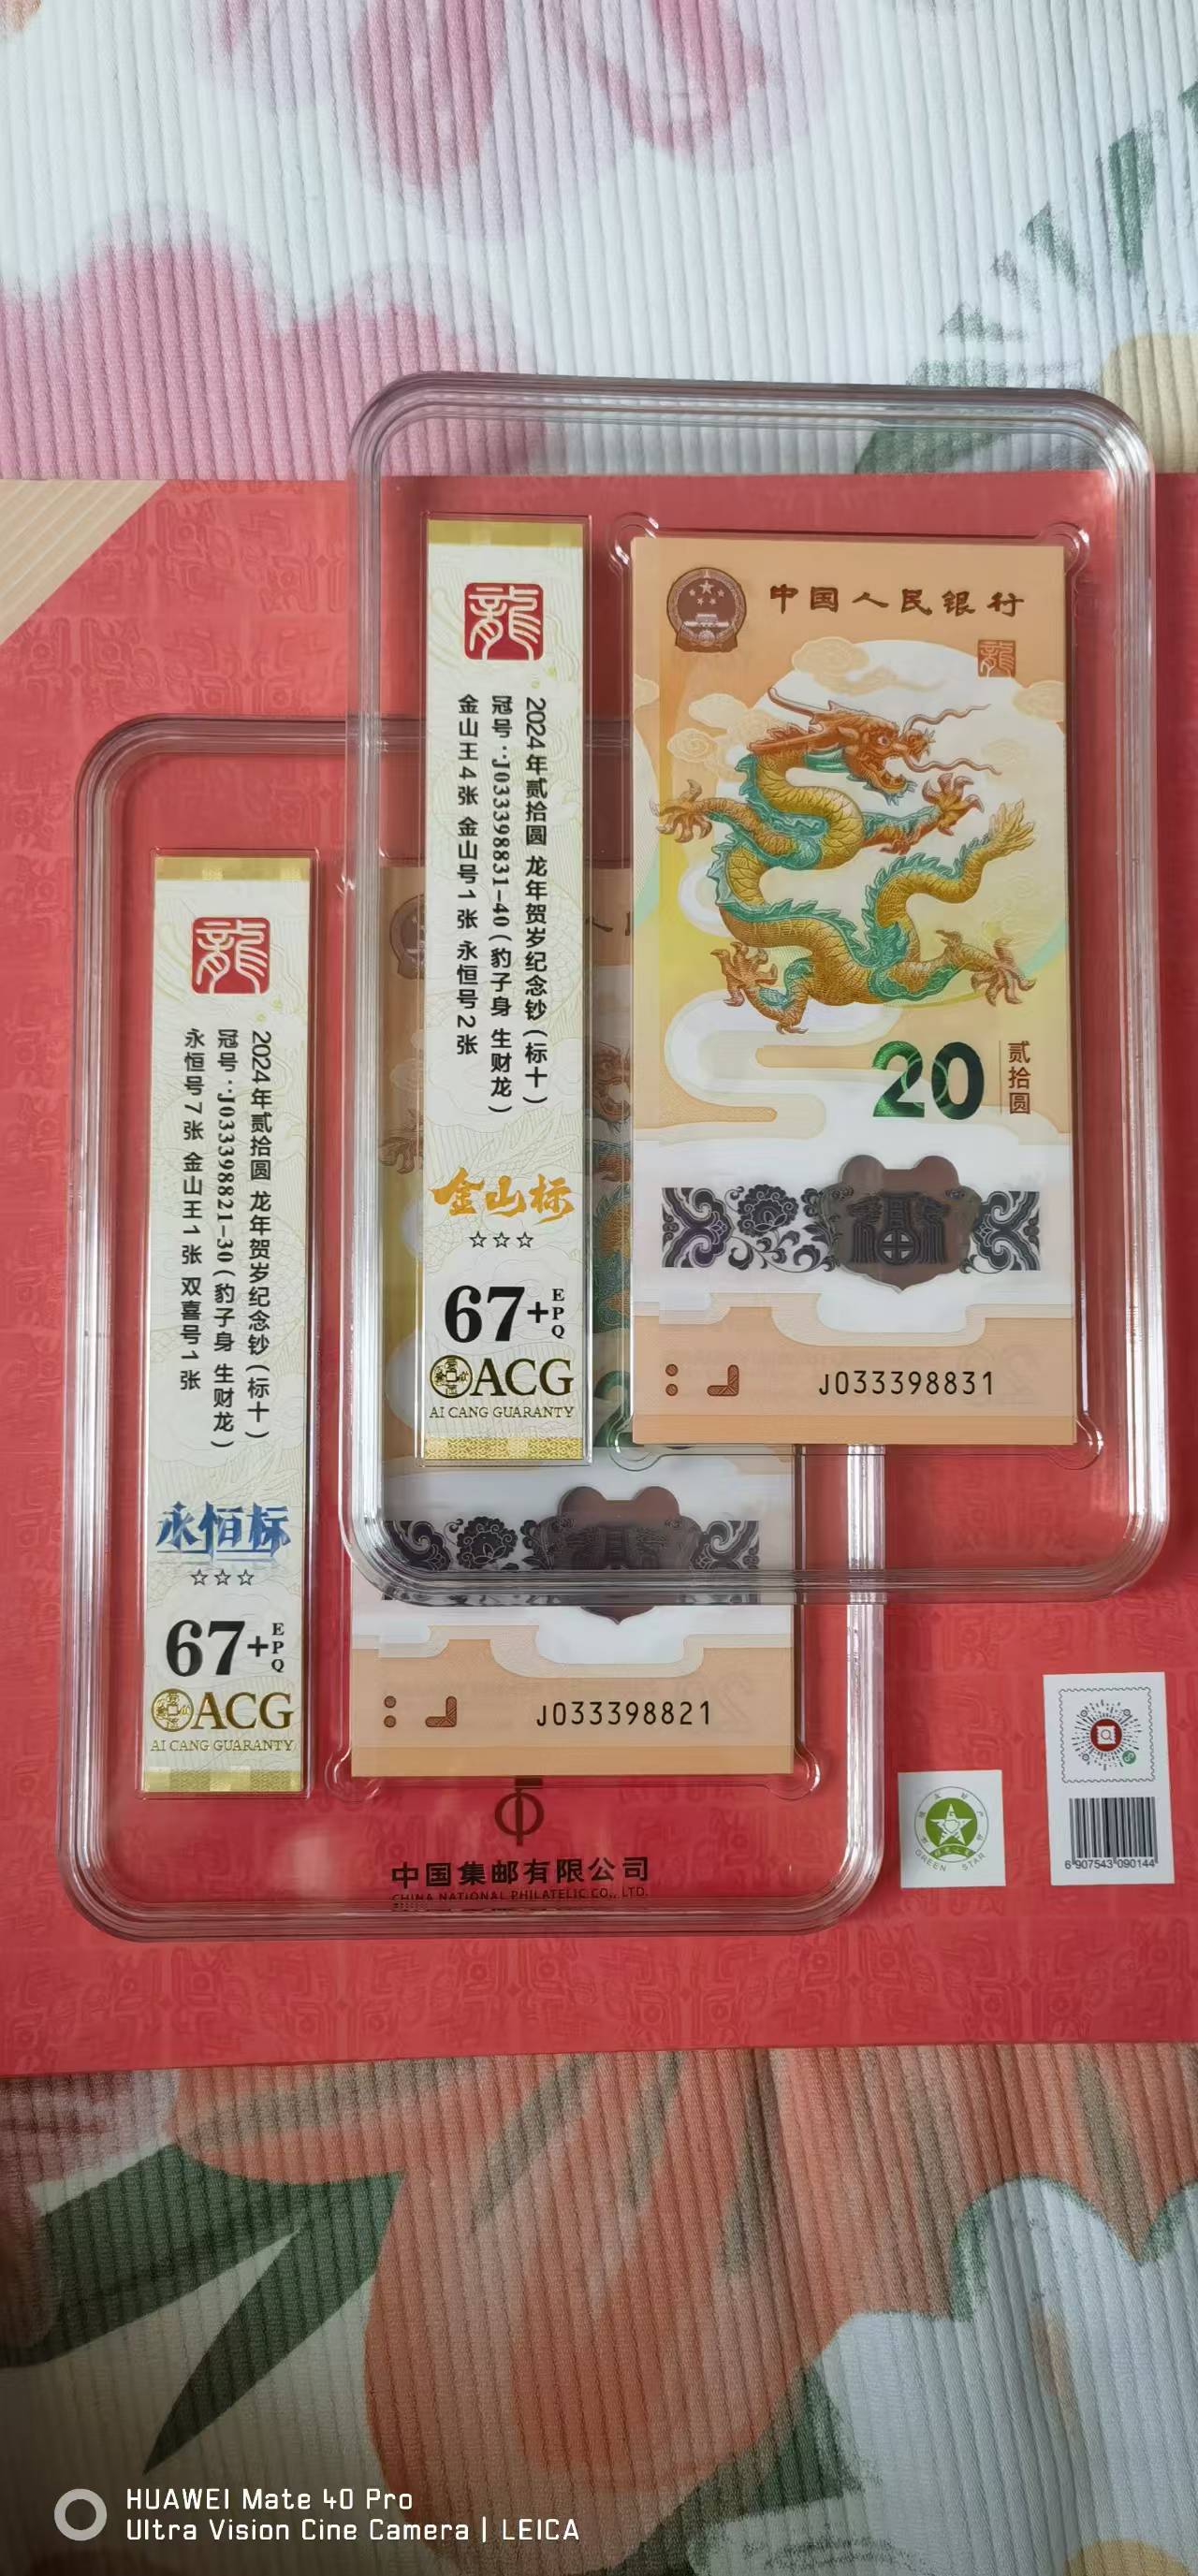 龍
2024年贰拾圆 龙年贺岁纪念钞(标十)
冠号:J033398831-40(豹子身 生财龙)
金山王4张 金山号1张 永恒号2张
金山标
☆☆☆
67+EPQ
ACG
AI CANG GUARANTY
中国人民银行
龍
20
贰拾圆
J033398831
龍
2024年贰拾圆 龙年贺岁纪念钞(标十)
冠号:J033398821-30(豹子身 生财龙)
永恒号7张 金山王1张 双喜号1张
永恒标
☆☆☆
67+EPQ
ACG
AI CANG GUARANTY
J033398821
中国集邮有限公司
CHINA NATIONAL PHILATELIC CO., LTD.
GREEN STAR
6 907543 090144
HUAWEI Mate 40 Pro
Ultra Vision Cine Camera | LEICA